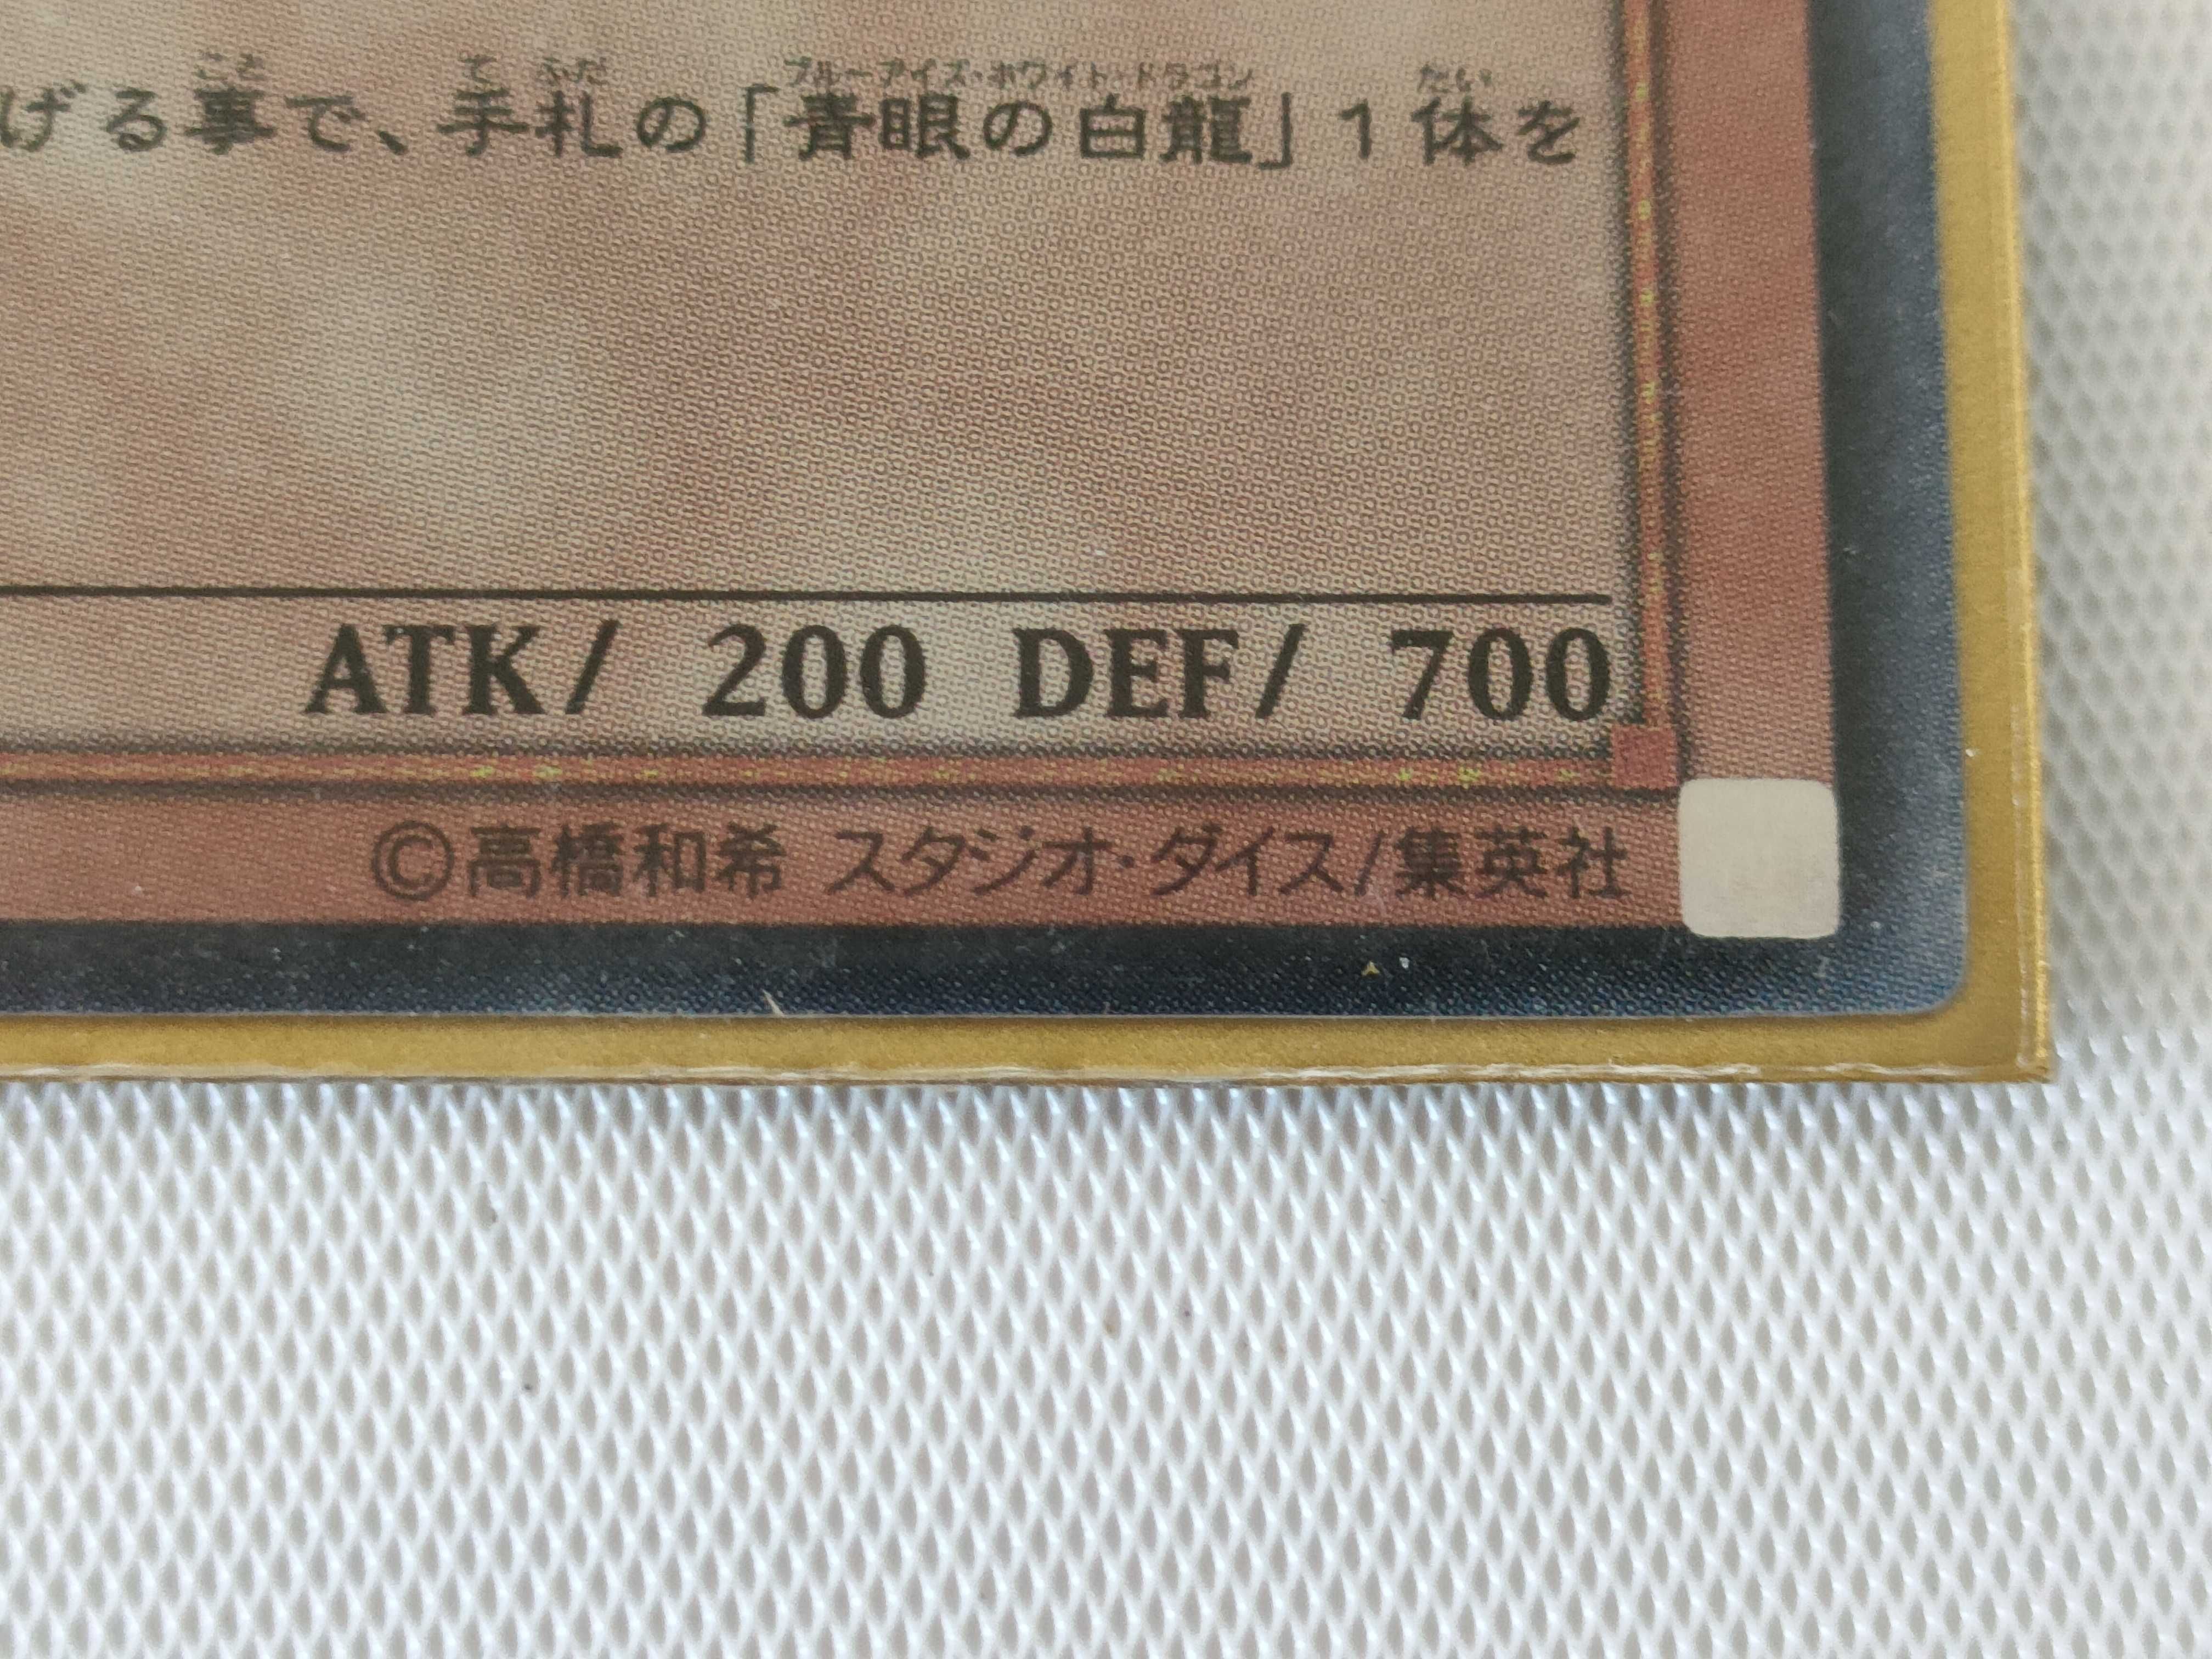 げる事で、手札の「青眼の白龍」1体を
ATK/ 200 DEF/ 700
©高橋和希 スタジオ・ダイス/集英社